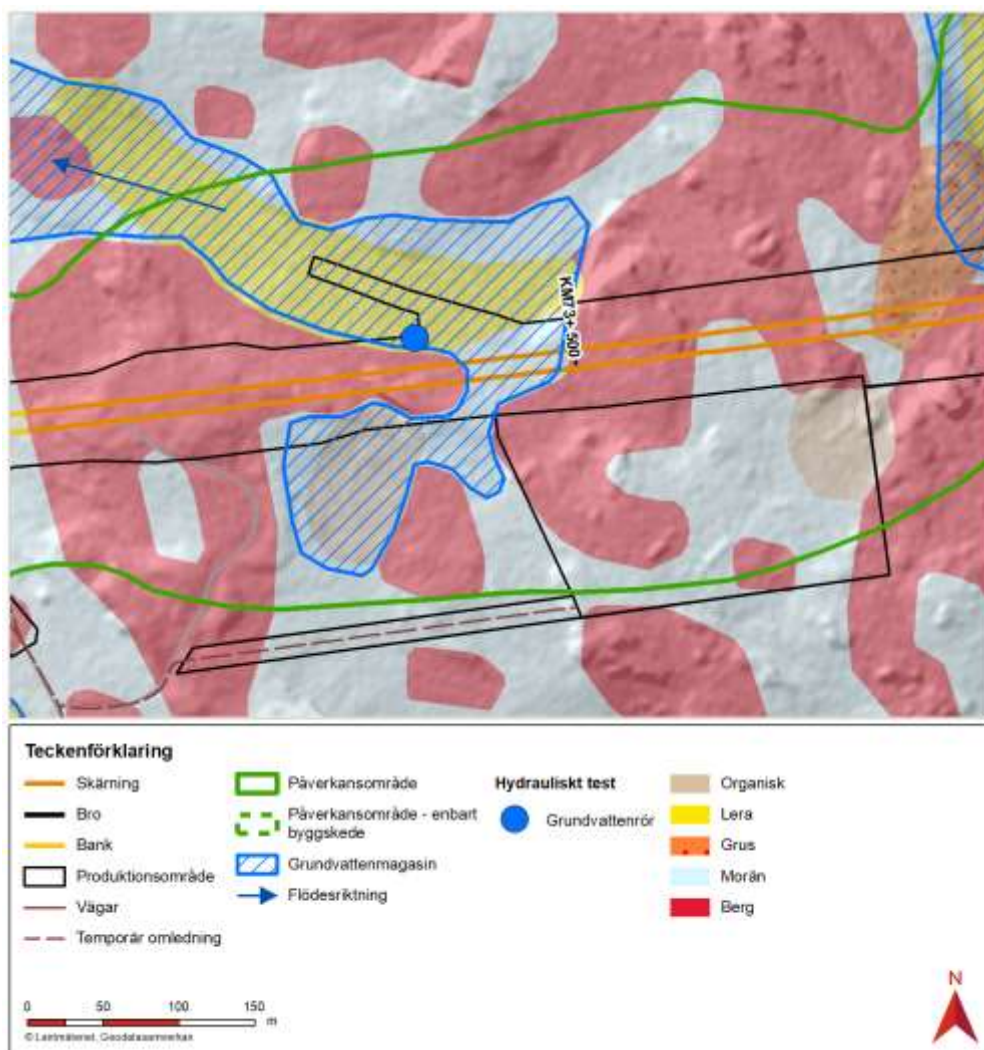 KM73+500
Teckenförklaring
Skärning
Bro
Bank
Produktionsområde
Vägar
Temporär omledning
Påverkansområde
Påverkansområde - enbart
byggskede
Grundvattenmagasin
Flödesriktning
Hydrauliskt test
Grundvattenrör
Organisk
Lera
Grus
Morän
Berg
0 50 100 150
m
© Lantmäteriet, Geodatasamverkan
N